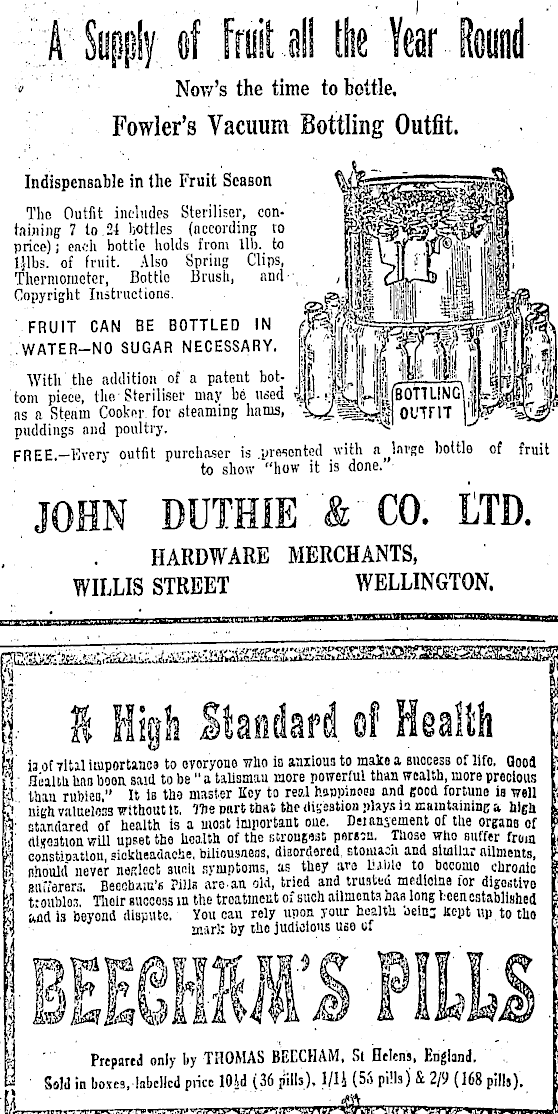 A Supply of Fruit all the Year Round
Now's the time to bottle.
Fowler's Vacuum Bottling Outfit.
Indispensable in the Fruit Season
The Outfit includes Steriliser, con-
taining 7 to 24 bottles (according to
price); each bottle holds from 1lb. to
1½lbs. of fruit. Also Spring Clips,
Thermometer, Bottle Brush, and
Copyright Instructions.
FRUIT CAN BE BOTTLED IN
WATER—NO SUGAR NECESSARY.
With the addition of a patent bot-
tom piece, the Steriliser may be used
as a Steam Cooker for steaming hams,
puddings and poultry.
BOTTLING
OUTFIT
FREE.—Every outfit purchaser is presented with a large bottle of fruit
to show "how it is done."
JOHN DUTHIE & CO. LTD.
HARDWARE MERCHANTS,
WILLIS STREET WELLINGTON.
A High Standard of Health
is of vital importance to everyone who is anxious to make a success of life. Good
Health has been said to be "a talisman more powerful than wealth, more precious
than rubies." It is the master Key to real happiness and good fortune is well
nigh valueless without it. The part that the digestion plays in maintaining a high
standared of health is a most important one. Derangement of the organs of
digestion will upset the health of the strongest person. Those who suffer from
constipation, sickheadache, biliousness, disordered stomach and similar ailments,
should never neglect such symptoms, as they are liable to become chronic
sufferers. Beecham's Pills are an old, tried and trusted medicine for digestive
troubles. Their success in the treatment of such ailments has long been established
and is beyond dispute. You can rely upon your health being kept up to the
mark by the judicious use of
BEECHAM'S PILLS
Prepared only by THOMAS BEECHAM, St Helens, England.
Sold in boxes, labelled price 10½d (36 pills), 1/1½ (56 pills) & 2/9 (168 pills).